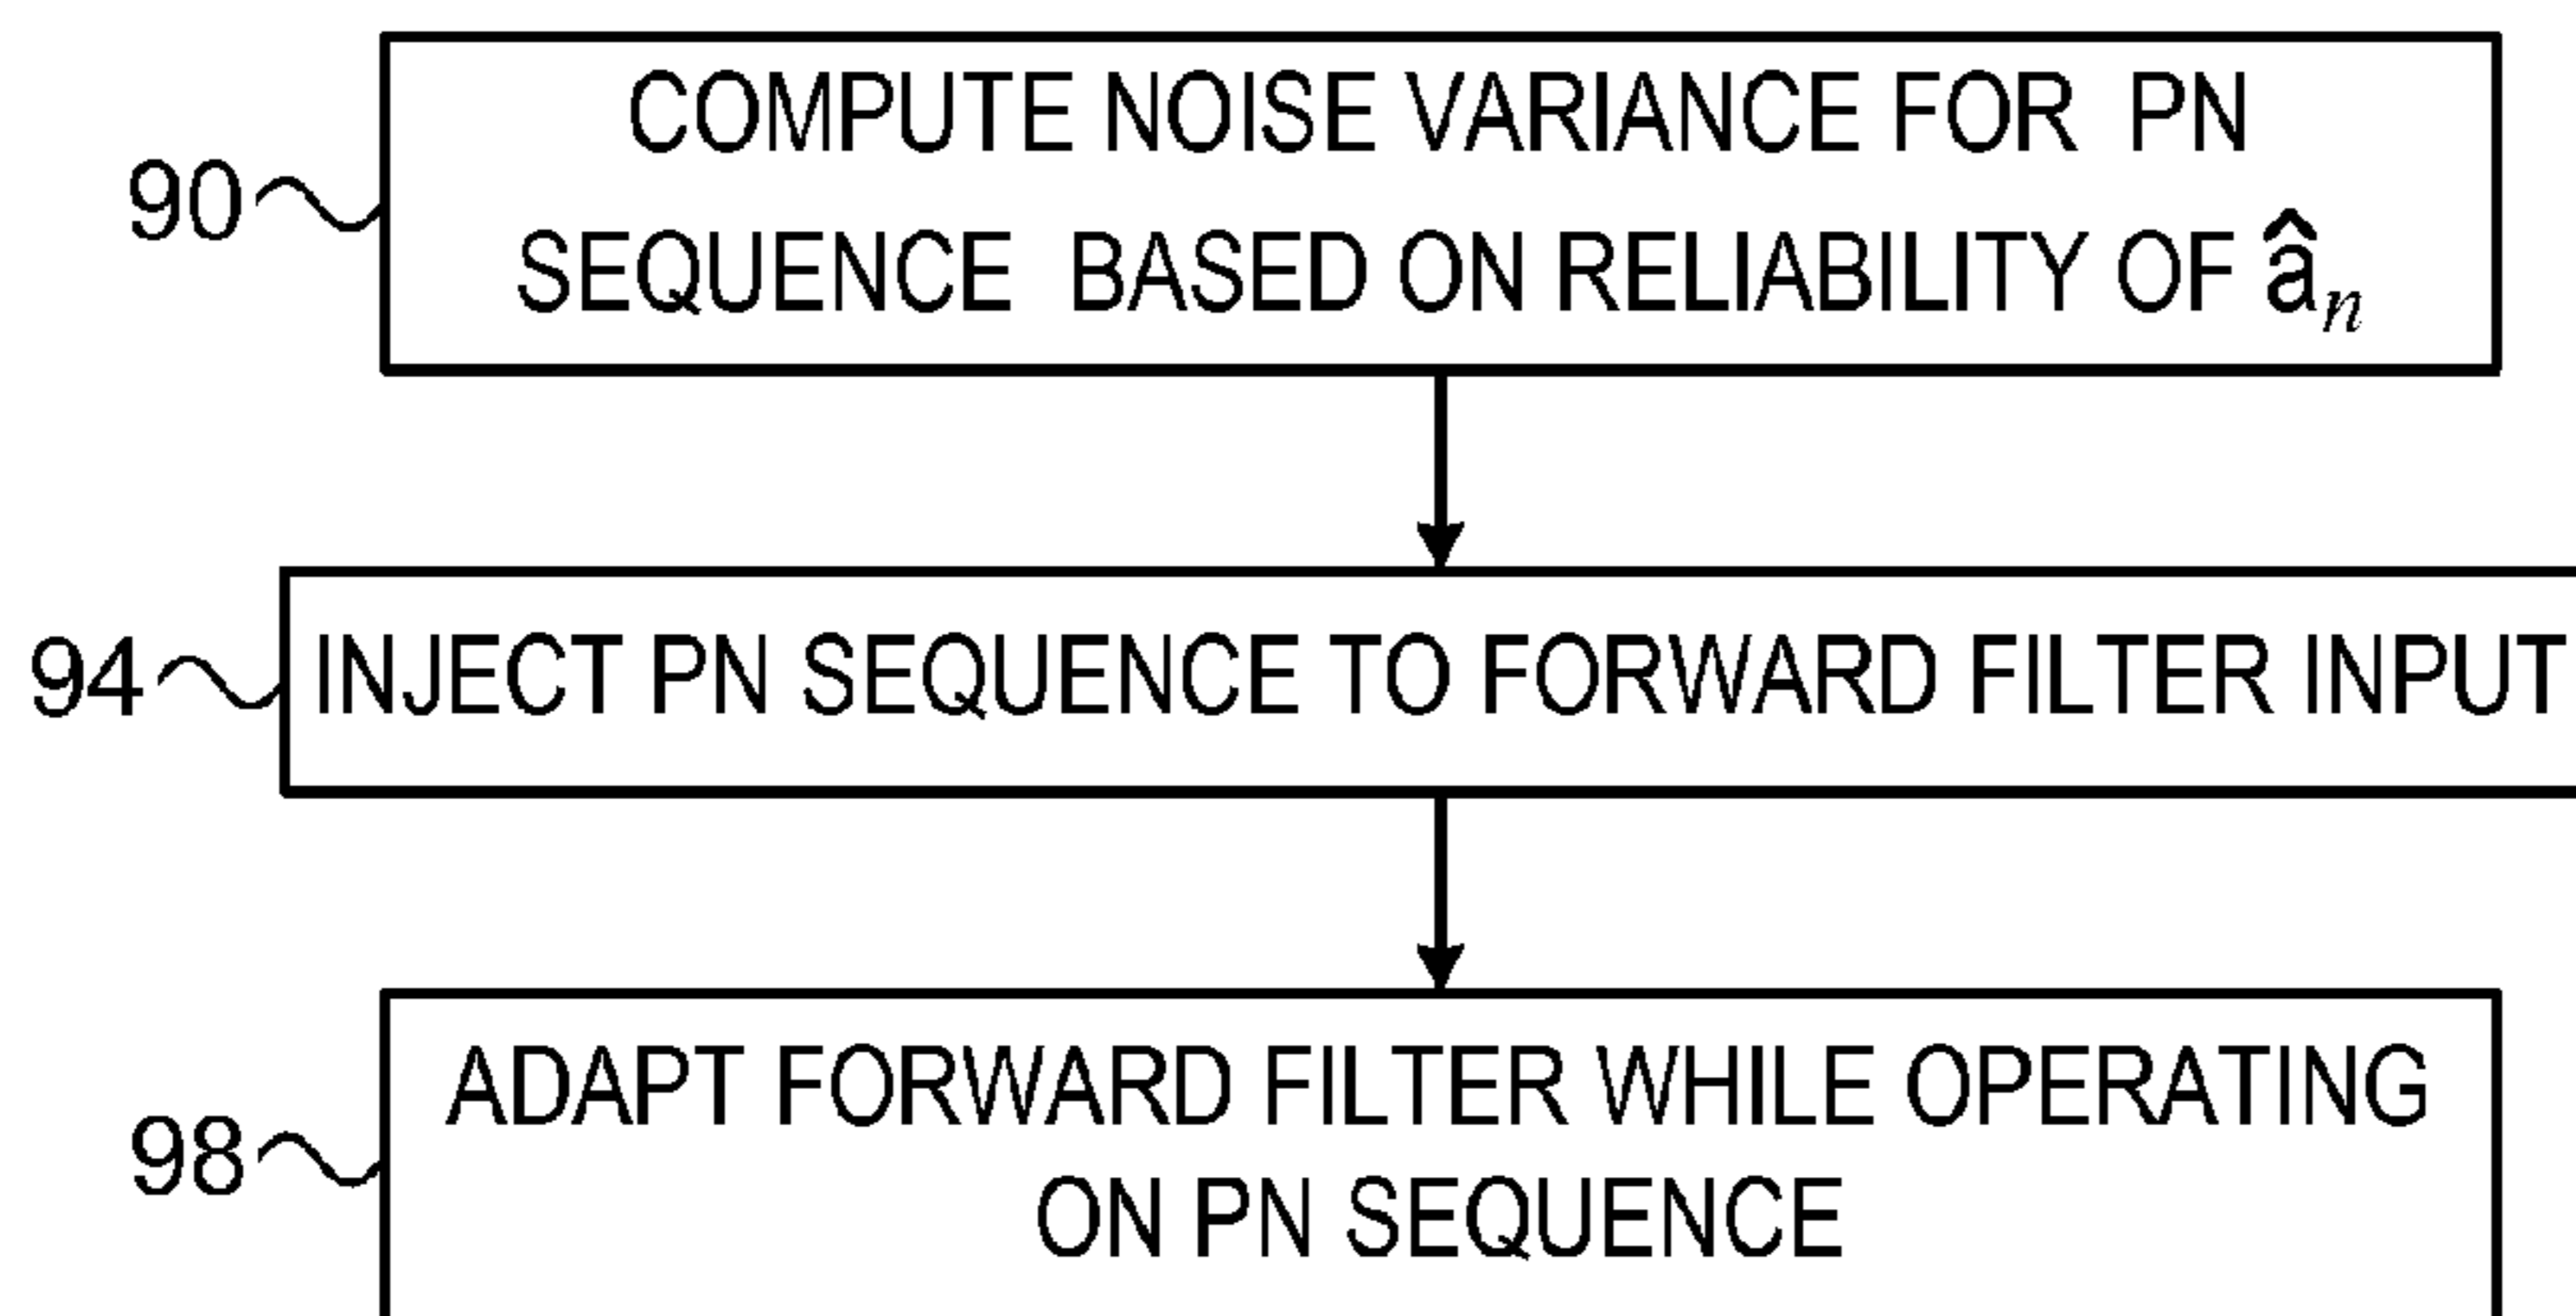 COMPUTE NOISE VARIANCE FOR PN
90
SEQUENCE BASED ON RELIABILITY OF âₙ
94
INJECT PN SEQUENCE TO FORWARD FILTER INPUT
ADAPT FORWARD FILTER WHILE OPERATING
98
ON PN SEQUENCE